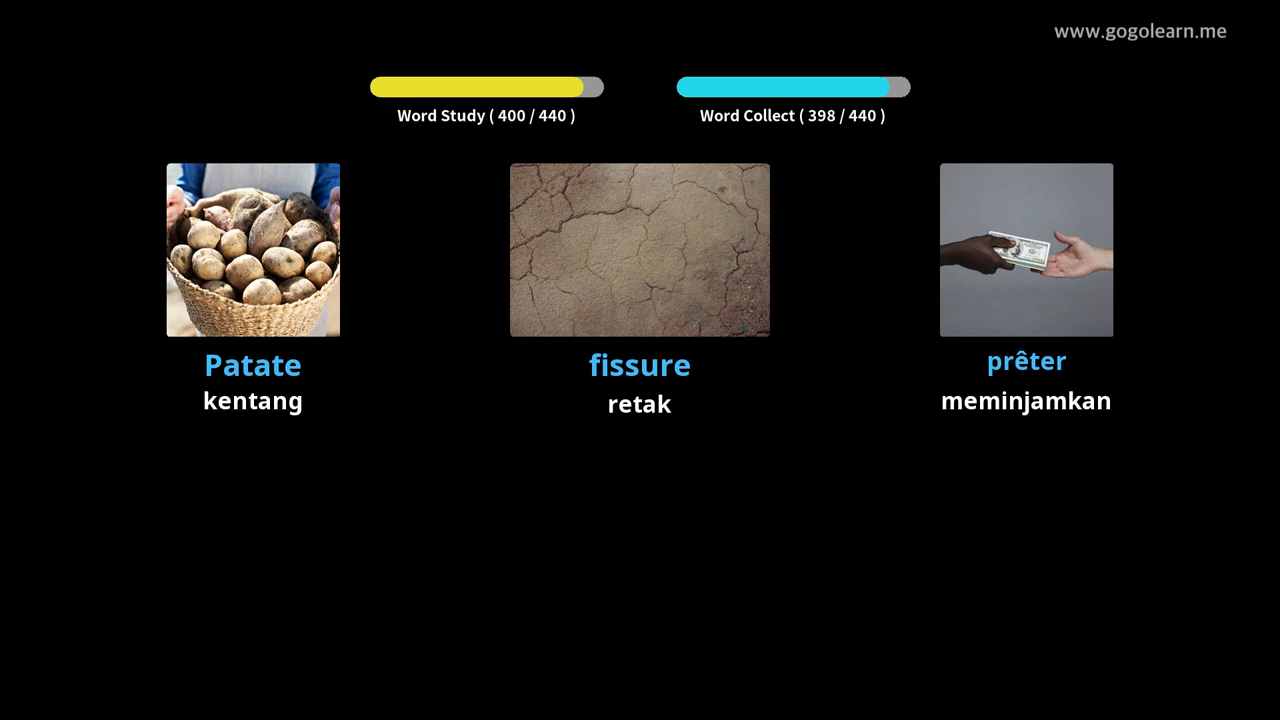 www.gogolearn.me
Word Study ( 400 / 440 )
Word Collect ( 398 / 440 )
Patate
kentang
fissure
retak
prêter
meminjamkan